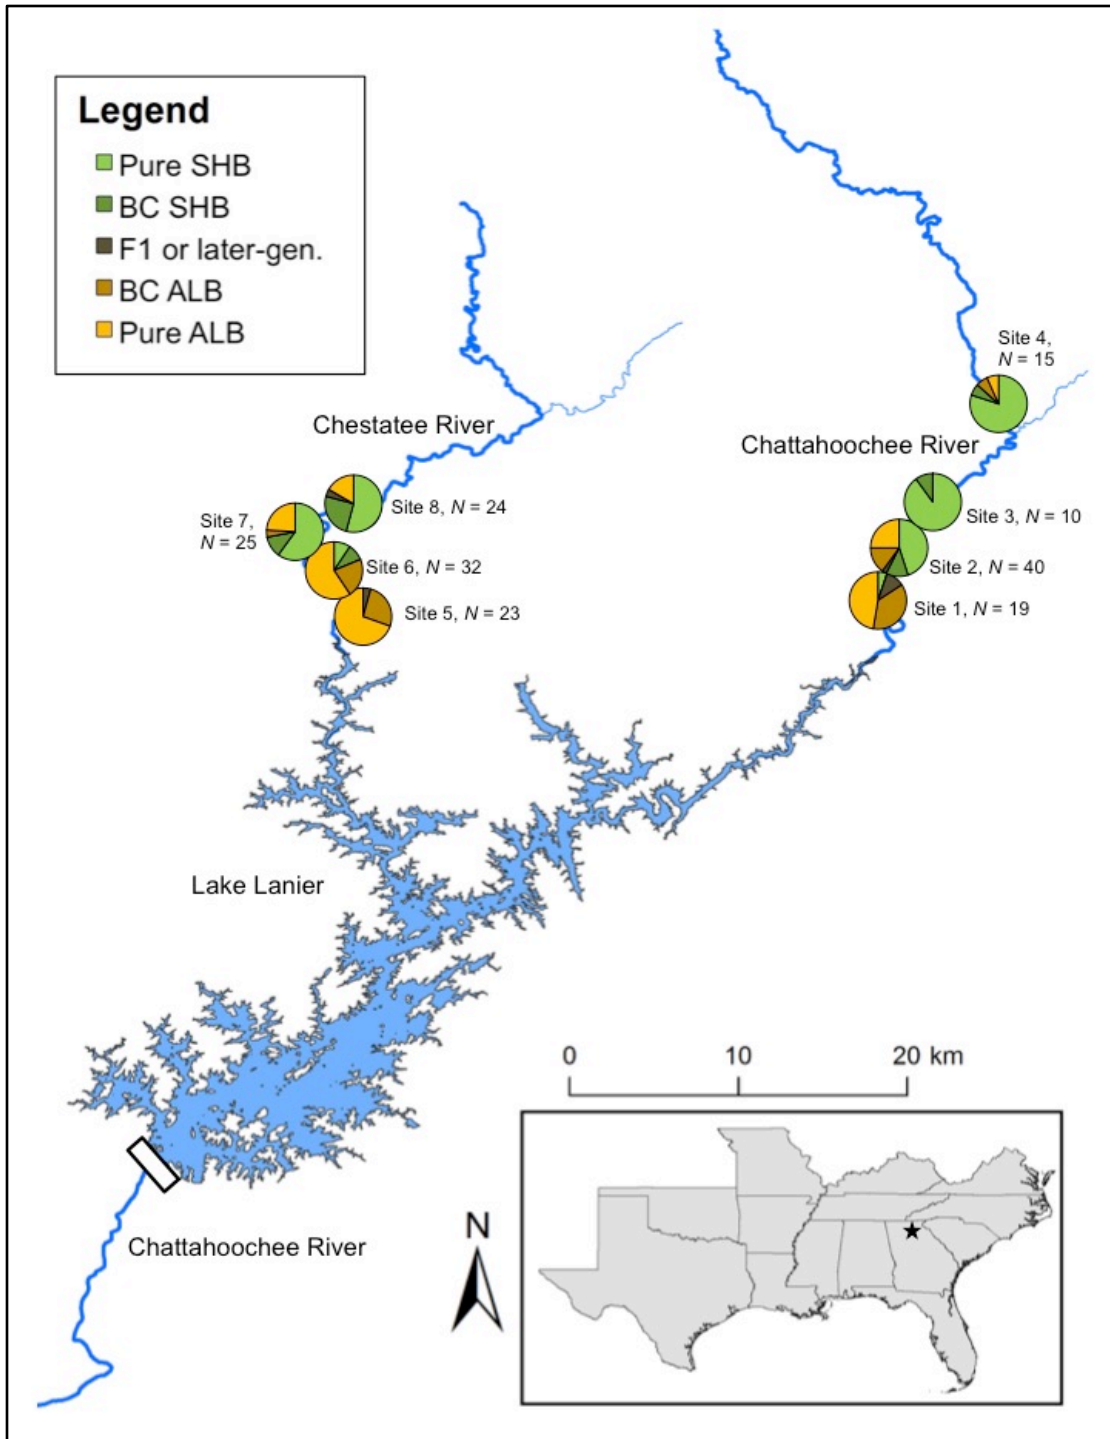 Legend
Pure SHB
BC SHB
F1 or later-gen.
BC ALB
Pure ALB
Site 4,
N = 15
Chestatee River
Chattahoochee River
Site 8, N = 24
Site 7,
N = 25
Site 3, N = 10
Site 6, N = 32
Site 2, N = 40
Site 5, N = 23
Site 1, N = 19
Lake Lanier
0 10 20 km
N
Chattahoochee River